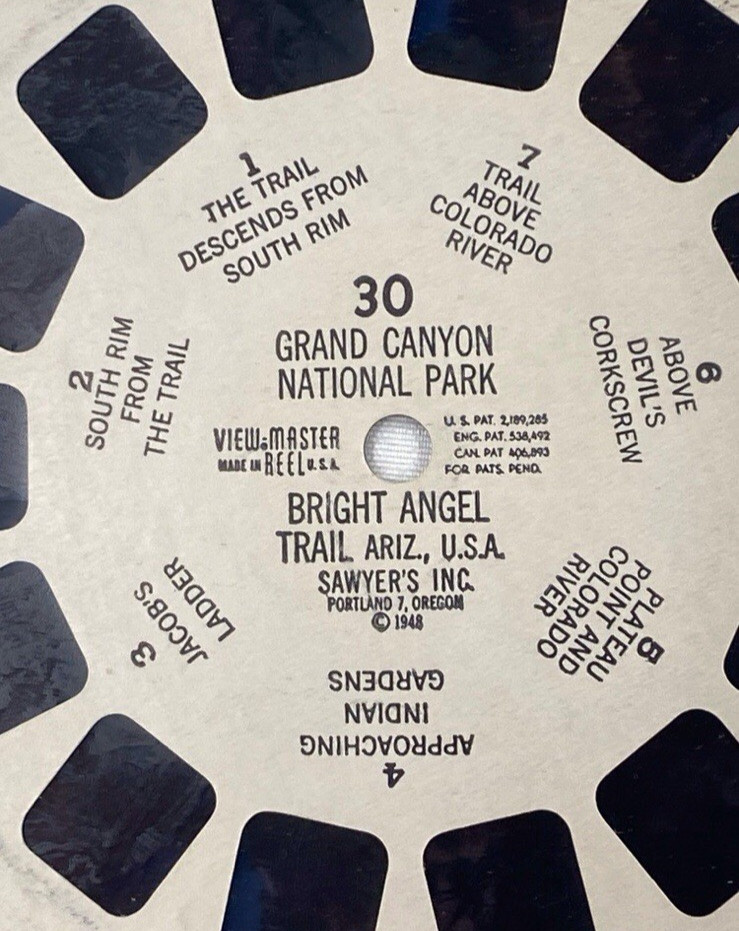 30
GRAND CANYON
NATIONAL PARK
VIEW-MASTER
MADE IN REEL U.S.A.
U. S. PAT. 2,189,285
ENG. PAT. 538,492
CAN. PAT 406,893
FOR. PATS. PEND.
BRIGHT ANGEL
TRAIL ARIZ., U.S.A.
SAWYER'S INC.
PORTLAND 7, OREGON
© 1948
1
THE TRAIL
DESCENDS FROM
SOUTH RIM
2
SOUTH RIM
FROM
THE TRAIL
3
JACOB'S
LADDER
4
APPROACHING
INDIAN
GARDENS
5
PLATEAU
POINT AND
COLORADO
RIVER
6
ABOVE
DEVIL'S
CORKSCREW
7
TRAIL
ABOVE
COLORADO
RIVER